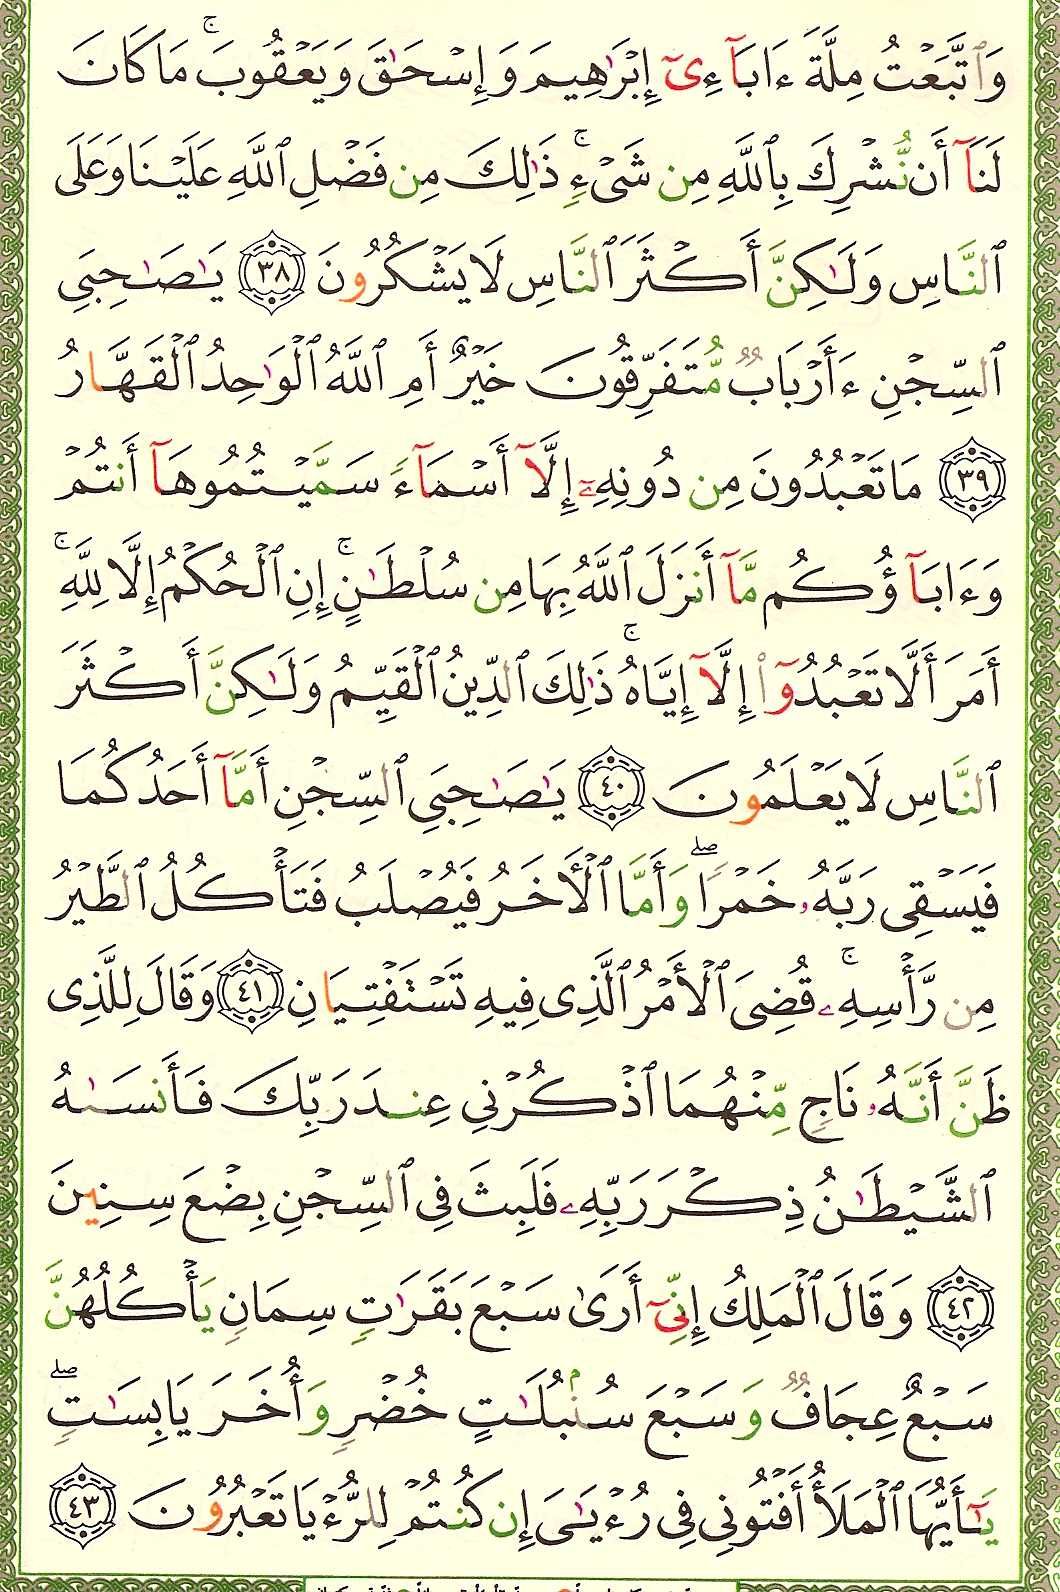 وَٱتَّبَعۡتُ مِلَّةَ ءَابَآءِىٓ إِبۡرَٰهِيمَ وَإِسۡحَٰقَ وَيَعۡقُوبَۚ مَا كَانَ
لَنَآ أَن نُّشۡرِكَ بِٱللَّهِ مِن شَىۡءٍۚ ذَٰلِكَ مِن فَضۡلِ ٱللَّهِ عَلَيۡنَا وَعَلَى
ٱلنَّاسِ وَلَٰكِنَّ أَكۡثَرَ ٱلنَّاسِ لَا يَشۡكُرُونَ ٣٨ يَٰصَٰحِبَىِ
ٱلسِّجۡنِ ءَأَرۡبَابٌ مُّتَفَرِّقُونَ خَيۡرٌ أَمِ ٱللَّهُ ٱلۡوَٰحِدُ ٱلۡقَهَّارُ
٣٩ مَا تَعۡبُدُونَ مِن دُونِهِۦٓ إِلَّآ أَسۡمَآءً سَمَّيۡتُمُوهَآ أَنتُمۡ
وَءَابَآؤُكُم مَّآ أَنزَلَ ٱللَّهُ بِهَا مِن سُلۡطَٰنٍۚ إِنِ ٱلۡحُكۡمُ إِلَّا لِلَّهِۚ
أَمَرَ أَلَّا تَعۡبُدُوٓا۟ إِلَّآ إِيَّاهُۚ ذَٰلِكَ ٱلدِّينُ ٱلۡقَيِّمُ وَلَٰكِنَّ أَكۡثَرَ
ٱلنَّاسِ لَا يَعۡلَمُونَ ٤٠ يَٰصَٰحِبَىِ ٱلسِّجۡنِ أَمَّآ أَحَدُكُمَا
فَيَسۡقِى رَبَّهُۥ خَمۡرًاۖ وَأَمَّا ٱلۡأَخَرُ فَيُصۡلَبُ فَتَأۡكُلُ ٱلطَّيۡرُ
مِن رَّأۡسِهِۦۚ قُضِىَ ٱلۡأَمۡرُ ٱلَّذِى فِيهِ تَسۡتَفۡتِيَانِ ٤١ وَقَالَ لِلَّذِى
ظَنَّ أَنَّهُۥ نَاجٍ مِّنۡهُمَا ٱذۡكُرۡنِى عِندَ رَبِّكَ فَأَنسَىٰهُ
ٱلشَّيۡطَٰنُ ذِكۡرَ رَبِّهِۦ فَلَبِثَ فِى ٱلسِّجۡنِ بِضۡعَ سِنِينَ
٤٢ وَقَالَ ٱلۡمَلِكُ إِنِّىٓ أَرَىٰ سَبۡعَ بَقَرَٰتٍ سِمَانٍ يَأۡكُلُهُنَّ
سَبۡعٌ عِجَافٌ وَسَبۡعَ سُنۢبُلَٰتٍ خُضۡرٍ وَأُخَرَ يَابِسَٰتٍۖ
يَٰٓأَيُّهَا ٱلۡمَلَأُ أَفۡتُونِى فِى رُءۡيَٰىَ إِن كُنتُمۡ لِلرُّءۡيَا تَعۡبُرُونَ ٤٣